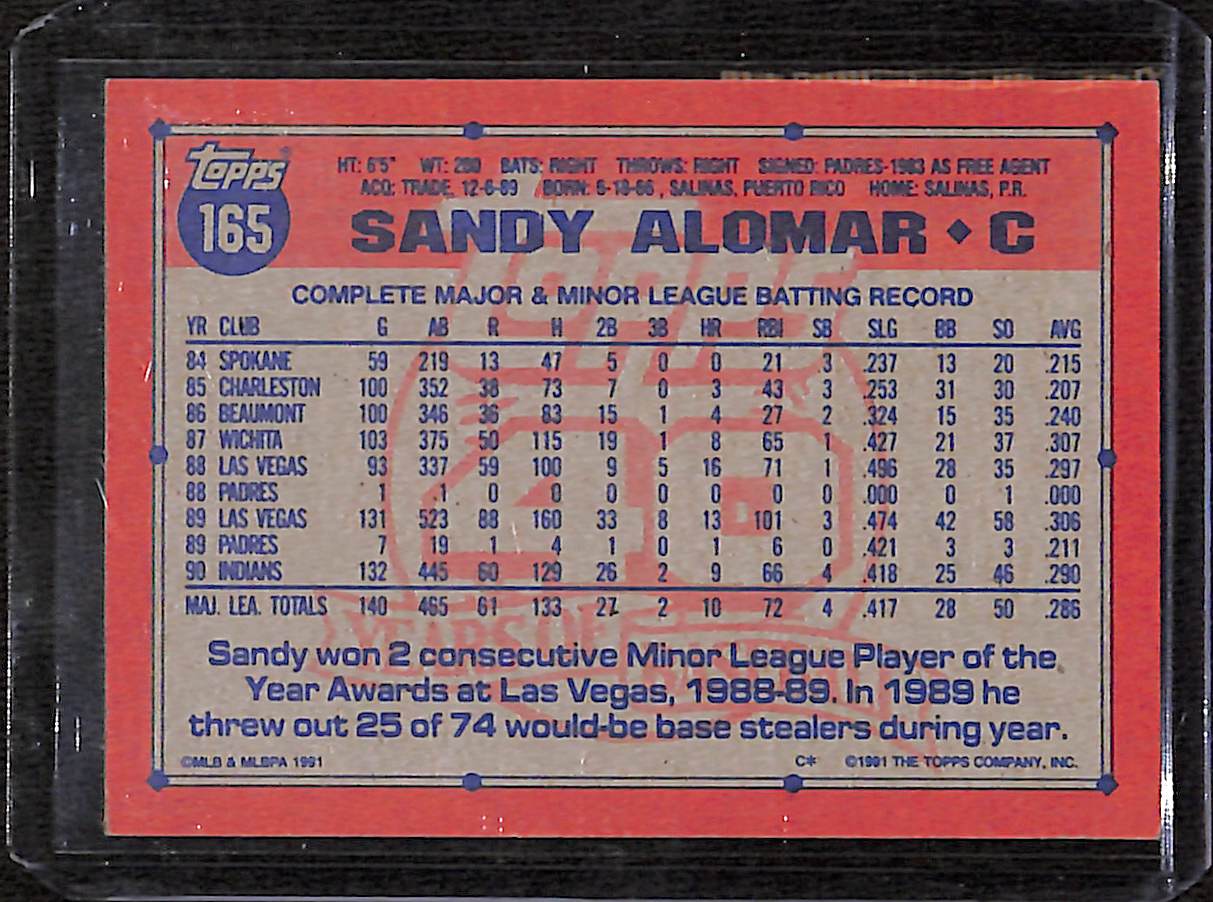 TOPPS
165
HT: 6'5" WT: 200 BATS: RIGHT THROWS: RIGHT SIGNED: PADRES-1983 AS FREE AGENT
ACQ: TRADE, 12-6-89 BORN: 6-18-66, SALINAS, PUERTO RICO HOME: SALINAS, P.R.
SANDY ALOMAR ◆ C
TOPPS
COMPLETE MAJOR & MINOR LEAGUE BATTING RECORD
YR CLUB G AB R H 2B 3B HR RBI SB SLG BB SO AVG
84 SPOKANE 59 219 13 47 5 0 0 21 3 .237 13 20 .215
85 CHARLESTON 100 352 38 73 7 0 3 43 3 .253 31 30 .207
86 BEAUMONT 100 346 36 83 15 1 4 27 2 .324 15 35 .240
87 WICHITA 103 375 50 115 19 1 8 65 1 .427 21 37 .307
88 LAS VEGAS 93 337 59 100 9 5 16 71 1 .496 28 35 .297
88 PADRES 1 1 0 0 0 0 0 0 0 .000 0 1 .000
89 LAS VEGAS 131 523 88 160 33 8 13 101 3 .474 42 58 .306
89 PADRES 7 19 1 4 1 0 1 6 0 .421 3 3 .211
90 INDIANS 132 445 60 129 26 2 9 66 4 .418 25 46 .290
MAJ. LEA. TOTALS 140 465 61 133 27 2 10 72 4 .417 28 50 .286
40
YEARS OF BASEBALL
Sandy won 2 consecutive Minor League Player of the
Year Awards at Las Vegas, 1988-89. In 1989 he
threw out 25 of 74 would-be base stealers during year.
©MLB & MLBPA 1991 C* ©1991 THE TOPPS COMPANY, INC.